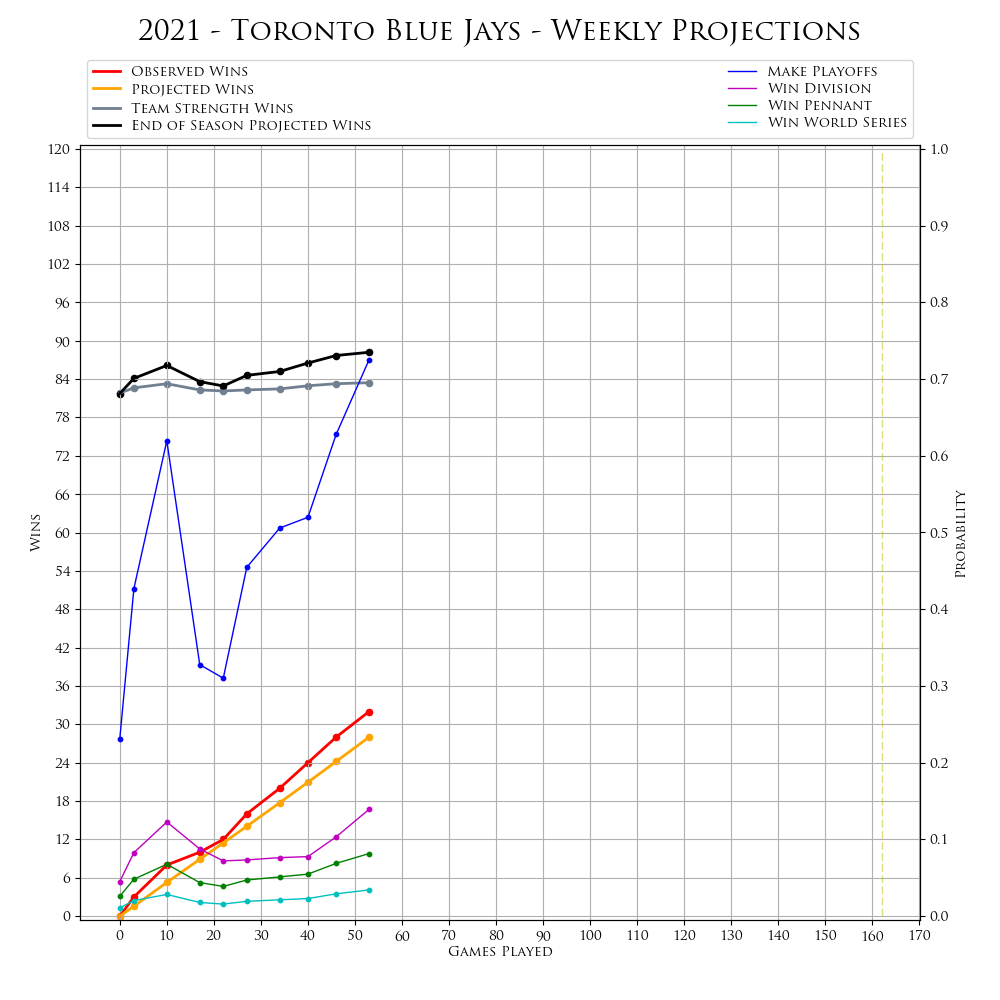 2021 - Toronto Blue Jays - Weekly Projections
Observed Wins
Projected Wins
Team Strength Wins
End of Season Projected Wins
Make Playoffs
Win Division
Win Pennant
Win World Series
120
114
108
102
96
90
84
78
72
66
60
54
48
42
36
30
24
18
12
6
0
Wins
1.0
0.9
0.8
0.7
0.6
0.5
0.4
0.3
0.2
0.1
0.0
Probability
0 10 20 30 40 50 60 70 80 90 100 110 120 130 140 150 160 170
Games Played